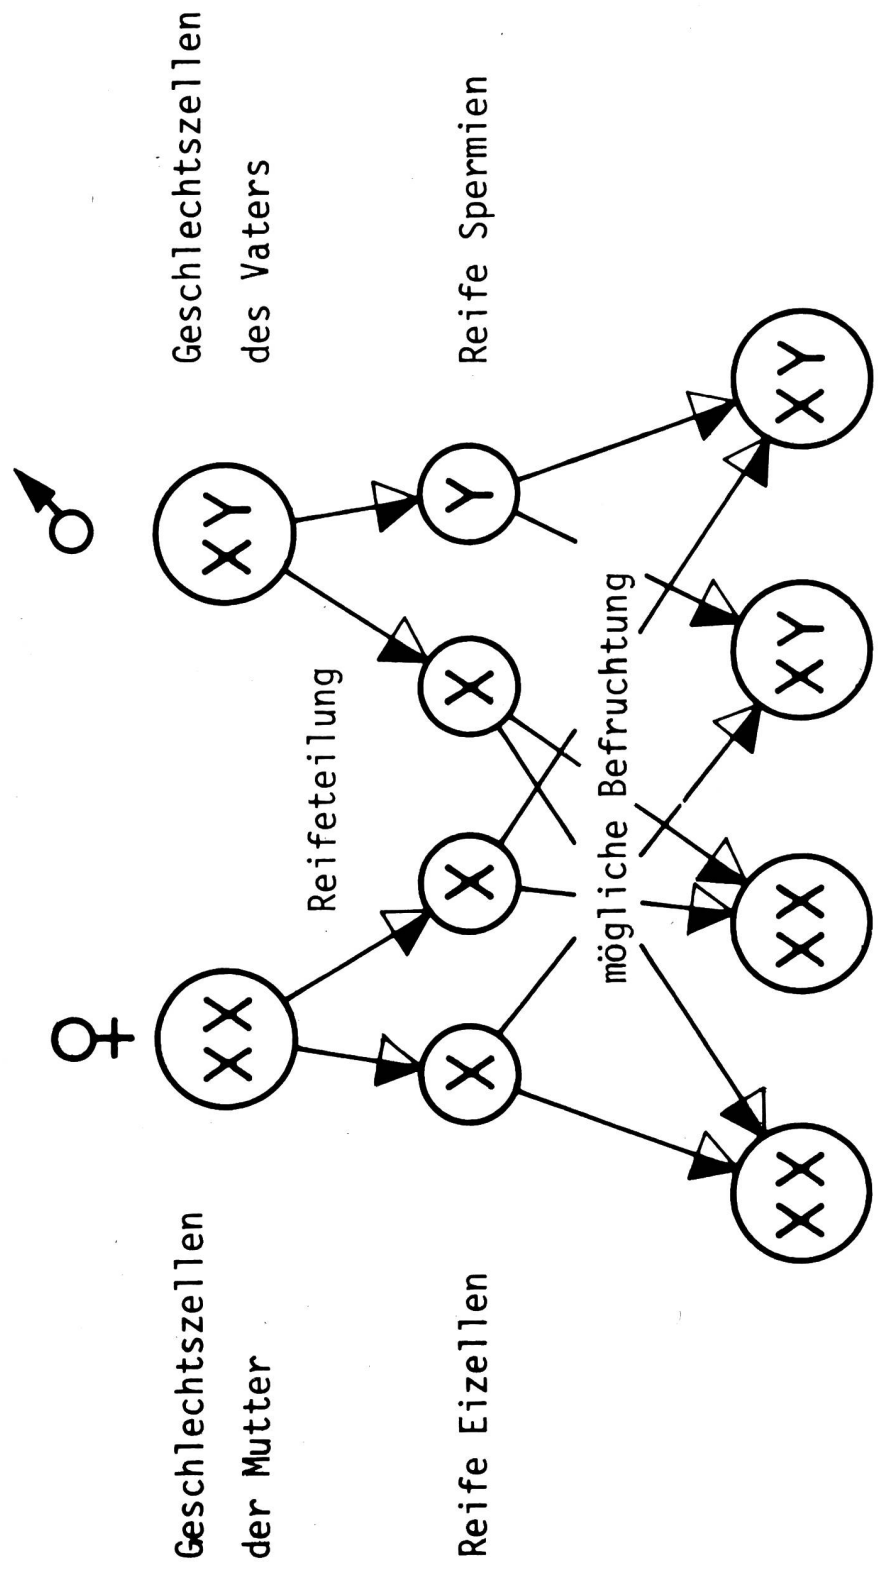 Geschlechtszellen
der Mutter
Geschlechtszellen
des Vaters
XX
XY
Reifeteilung
Reife Eizellen
X
X
X
Y
Reife Spermien
mögliche Befruchtung
XX
XX
XY
XY